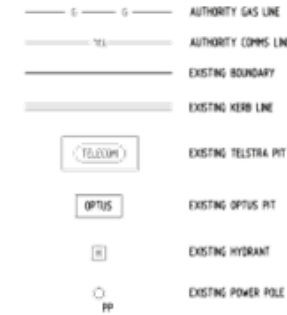 G G AUTHORITY GAS LINE
TEL AUTHORITY COMMS LIN
EXISTING BOUNDARY
EXISTING KERB LINE
TELECOM EXISTING TELSTRA PIT
OPTUS EXISTING OPTUS PIT
H EXISTING HYDRANT
PP EXISTING POWER POLE